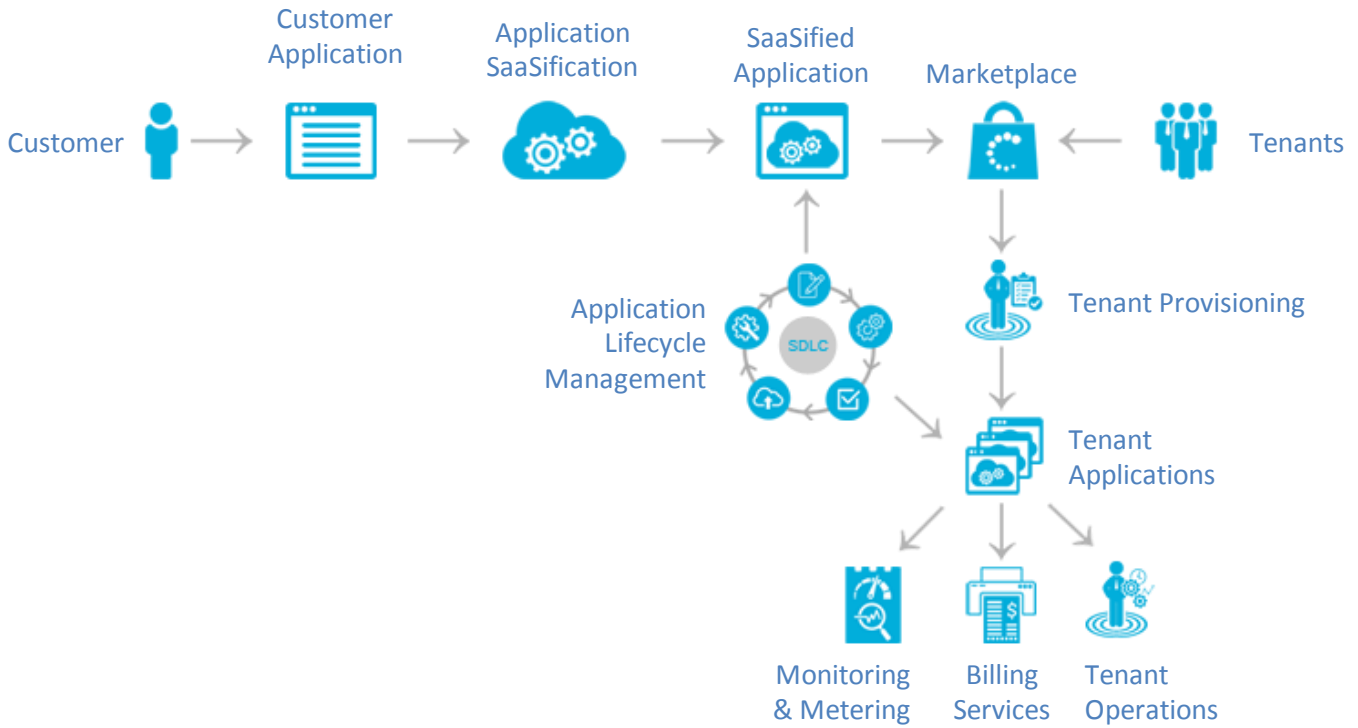 Customer
Application
Application
SaaSification
SaaSified
Application
Marketplace
Customer
Tenants
Application
Lifecycle
Management
SDLC
Tenant Provisioning
Tenant
Applications
$
Monitoring
& Metering
Billing
Services
Tenant
Operations